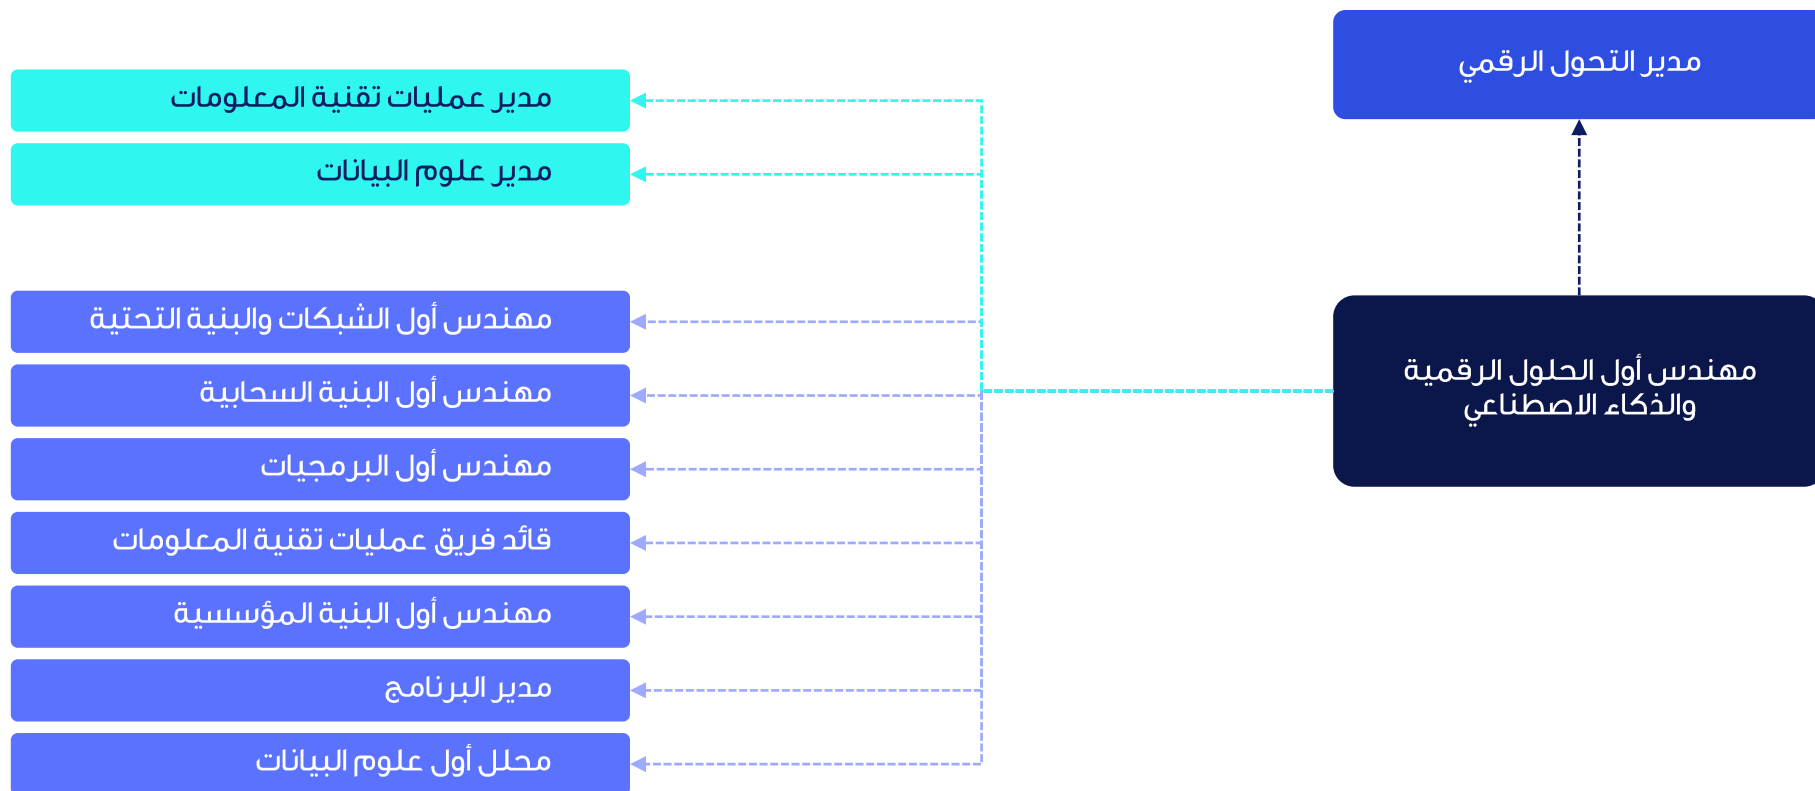 مدير التحول الرقمي
مهندس أول الحلول الرقمية
والذكاء الاصطناعي
مدير عمليات تقنية المعلومات
مدير علوم البيانات
مهندس أول الشبكات والبنية التحتية
مهندس أول البنية السحابية
مهندس أول البرمجيات
قائد فريق عمليات تقنية المعلومات
مهندس أول البنية المؤسسية
مدير البرنامج
محلل أول علوم البيانات